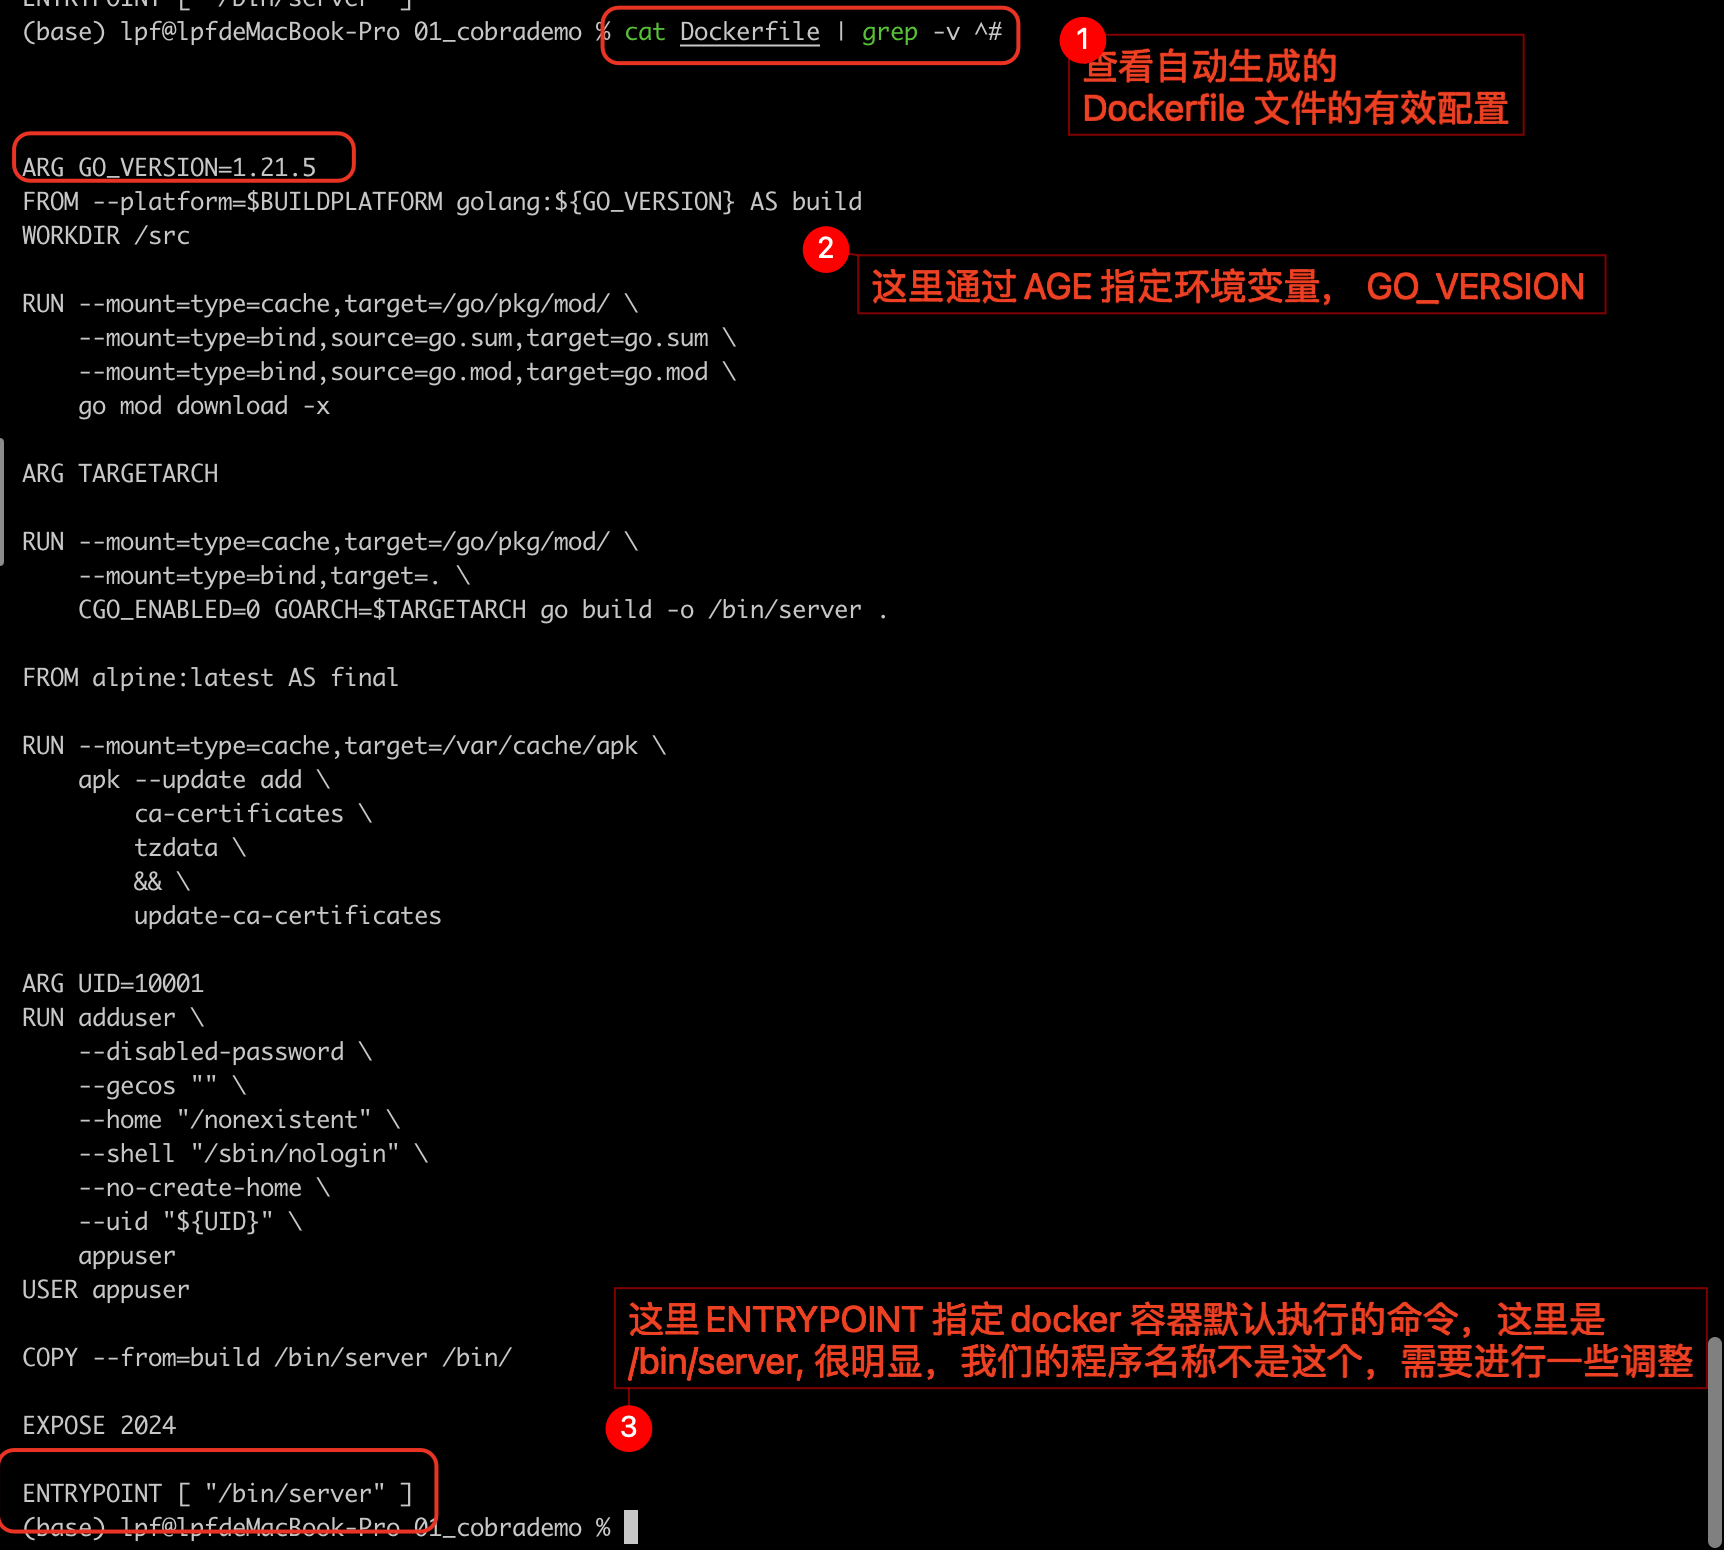 ENTRYPOINT [ "/bin/server" ]
(base) lpf@lpfdeMacBook-Pro 01_cobrademo % cat Dockerfile | grep -v ^#
1
查看自动生成的
Dockerfile 文件的有效配置
ARG GO_VERSION=1.21.5
FROM --platform=$BUILDPLATFORM golang:${GO_VERSION} AS build
WORKDIR /src
2
这里通过 AGE 指定环境变量， GO_VERSION
RUN --mount=type=cache,target=/go/pkg/mod/ \
    --mount=type=bind,source=go.sum,target=go.sum \
    --mount=type=bind,source=go.mod,target=go.mod \
    go mod download -x
ARG TARGETARCH
RUN --mount=type=cache,target=/go/pkg/mod/ \
    --mount=type=bind,target=. \
    CGO_ENABLED=0 GOARCH=$TARGETARCH go build -o /bin/server .
FROM alpine:latest AS final
RUN --mount=type=cache,target=/var/cache/apk \
    apk --update add \
        ca-certificates \
        tzdata \
        && \
        update-ca-certificates
ARG UID=10001
RUN adduser \
    --disabled-password \
    --gecos "" \
    --home "/nonexistent" \
    --shell "/sbin/nologin" \
    --no-create-home \
    --uid "${UID}" \
    appuser
USER appuser
这里 ENTRYPOINT 指定 docker 容器默认执行的命令，这里是
/bin/server, 很明显，我们的程序名称不是这个，需要进行一些调整
3
COPY --from=build /bin/server /bin/
EXPOSE 2024
ENTRYPOINT [ "/bin/server" ]
(base) lpf@lpfdeMacBook-Pro 01_cobrademo %